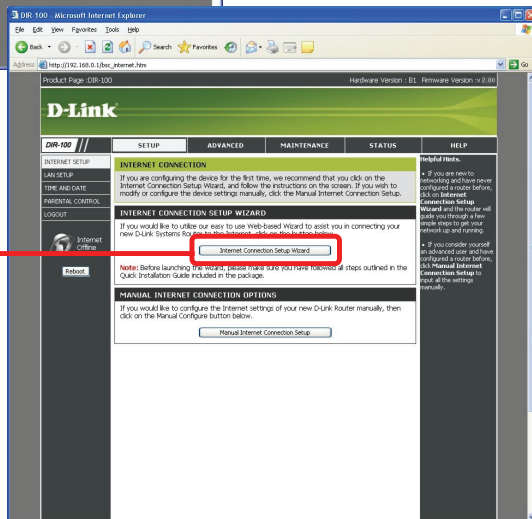 DIR-100 - Microsoft Internet Explorer
File Edit View Favorites Tools Help
Back Search Favorites
Address http://192.168.0.1/bsc_internet.htm Go
Product Page :DIR-100 Hardware Version : B1 Firmware Version :v 2.00
D-Link
DIR-100 SETUP ADVANCED MAINTENANCE STATUS HELP
INTERNET SETUP
LAN SETUP
TIME AND DATE
PARENTAL CONTROL
LOGOUT
Internet
Offline
Reboot
INTERNET CONNECTION
If you are configuring the device for the first time, we recommend that you click on the
Internet Connection Setup Wizard, and follow the instructions on the screen. If you wish to
modify or configure the device settings manually, click the Manual Internet Connection Setup.
INTERNET CONNECTION SETUP WIZARD
If you would like to utilize our easy to use Web-based Wizard to assist you in connecting your
new D-Link Systems Router to the Internet, click on the button below.
Internet Connection Setup Wizard
Note: Before launching the wizard, please make sure you have followed all steps outlined in the
Quick Installation Guide included in the package.
MANUAL INTERNET CONNECTION OPTIONS
If you would like to configure the Internet settings of your new D-Link Router manually, then
click on the Manual Configure button below.
Manual Internet Connection Setup
Helpful Hints.
• If you are new to
networking and have never
configured a router before,
click on Internet
Connection Setup
Wizard and the router will
guide you through a few
simple steps to get your
network up and running.
• If you consider yourself
an advanced user and have
configured a router before,
click Manual Internet
Connection Setup to
input all the settings
manually.